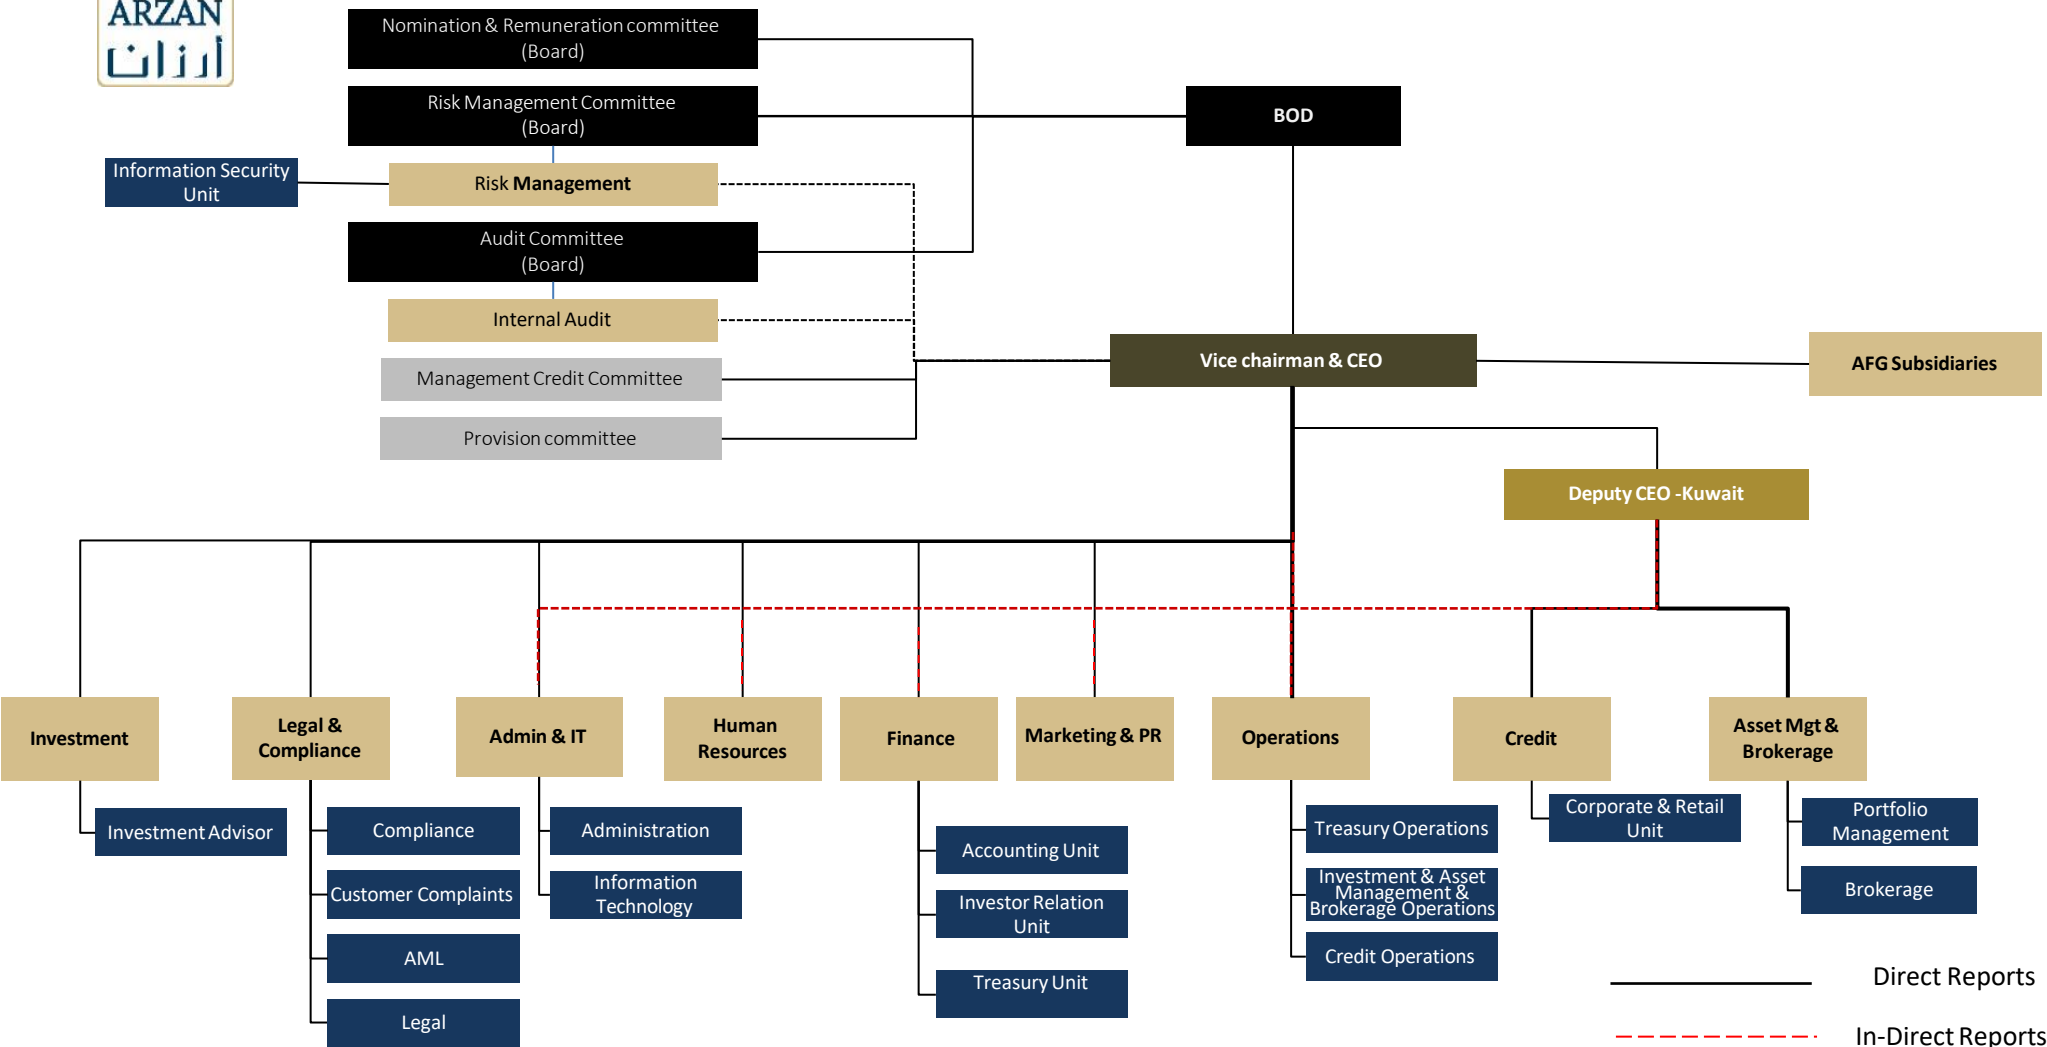 ARZAN
أرزان
Nomination & Remuneration committee
(Board)
Risk Management Committee
(Board)
BOD
Information Security
Unit
Risk Management
Audit Committee
(Board)
Internal Audit
Vice chairman & CEO
AFG Subsidiaries
Management Credit Committee
Provision committee
Deputy CEO -Kuwait
Investment
Legal &
Compliance
Admin & IT
Human
Resources
Finance
Marketing & PR
Operations
Credit
Asset Mgt &
Brokerage
Investment Advisor
Compliance
Customer Complaints
AML
Legal
Administration
Information
Technology
Accounting Unit
Investor Relation
Unit
Treasury Unit
Treasury Operations
Investment & Asset
Management &
Brokerage Operations
Credit Operations
Corporate & Retail
Unit
Portfolio
Management
Brokerage
Direct Reports
In-Direct Reports